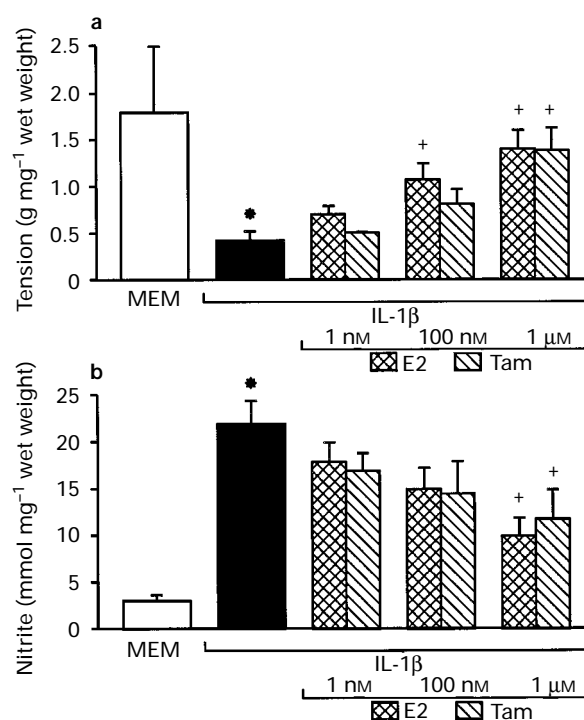 a
Tension (g mg⁻¹ wet weight)
2.5
2.0
1.5
1.0
0.5
0
*
+
+ +
MEM
IL-1β
1 nM 100 nM 1 µM
E2 Tam
b
Nitrite (mmol mg⁻¹ wet weight)
25
20
15
10
5
0
*
+ +
MEM
IL-1β
1 nM 100 nM 1 µM
E2 Tam